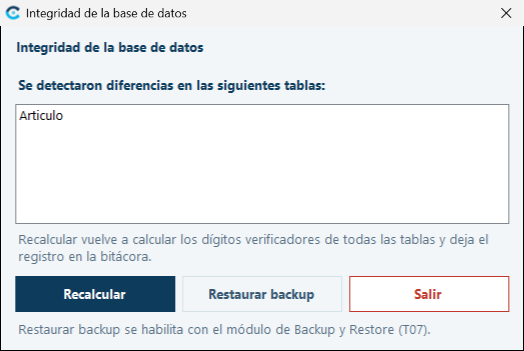 Integridad de la base de datos
Integridad de la base de datos
Se detectaron diferencias en las siguientes tablas:
Articulo
Recalcular vuelve a calcular los dígitos verificadores de todas las tablas y deja el
registro en la bitácora.
Recalcular
Restaurar backup
Salir
Restaurar backup se habilita con el módulo de Backup y Restore (T07).